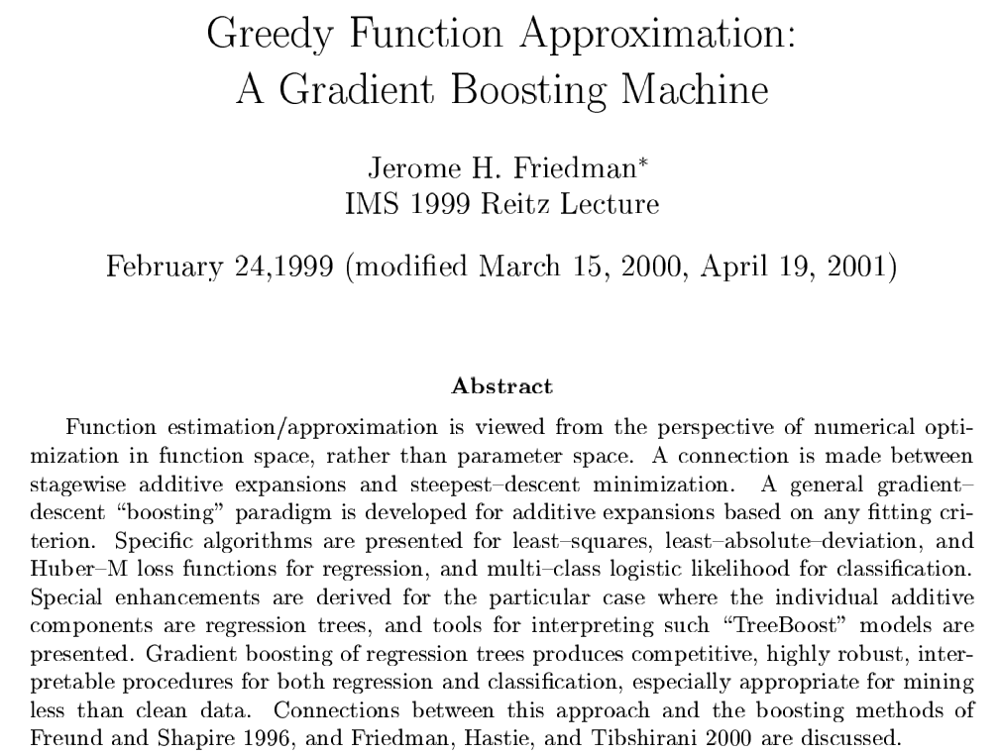 Greedy Function Approximation:
A Gradient Boosting Machine
Jerome H. Friedman*
IMS 1999 Reitz Lecture
February 24,1999 (modified March 15, 2000, April 19, 2001)
Abstract
Function estimation/approximation is viewed from the perspective of numerical opti-
mization in function space, rather than parameter space. A connection is made between
stagewise additive expansions and steepest–descent minimization. A general gradient–
descent “boosting” paradigm is developed for additive expansions based on any fitting cri-
terion. Specific algorithms are presented for least–squares, least–absolute–deviation, and
Huber–M loss functions for regression, and multi–class logistic likelihood for classification.
Special enhancements are derived for the particular case where the individual additive
components are regression trees, and tools for interpreting such “TreeBoost” models are
presented. Gradient boosting of regression trees produces competitive, highly robust, inter-
pretable procedures for both regression and classification, especially appropriate for mining
less than clean data. Connections between this approach and the boosting methods of
Freund and Shapire 1996, and Friedman, Hastie, and Tibshirani 2000 are discussed.